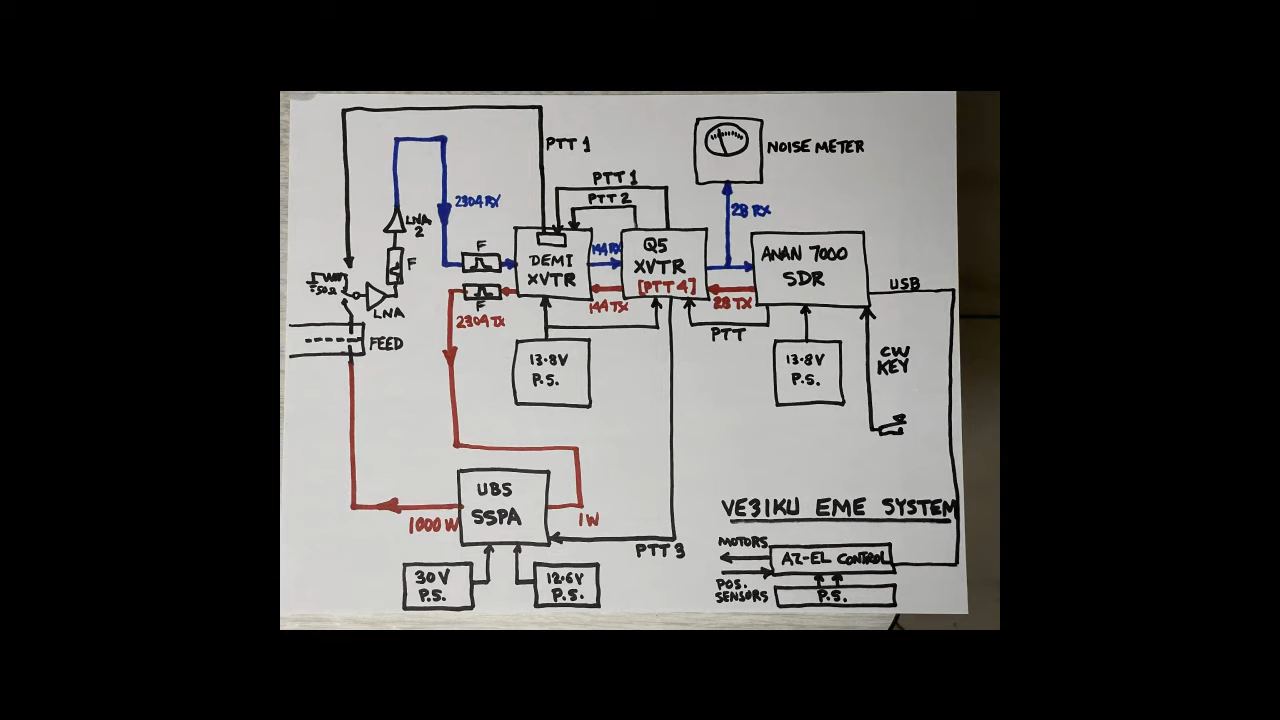 PTT 1
NOISE METER
PTT 1
PTT 2
2304 RX
28 RX
LNA
2
F
F
144 RX
Q5
XVTR
[PTT 4]
DEMI
XVTR
ANAN 7000
SDR
50Ω
F
LNA
2304 TX
144 TX
28 TX
USB
PTT
FEED
13.8V
P.S.
13.8V
P.S.
CW
KEY
UBS
SSPA
1000 W
1W
VE3IKU EME SYSTEM
PTT 3
MOTORS
AZ-EL CONTROL
30V
P.S.
12.6V
P.S.
POS.
SENSORS
P.S.